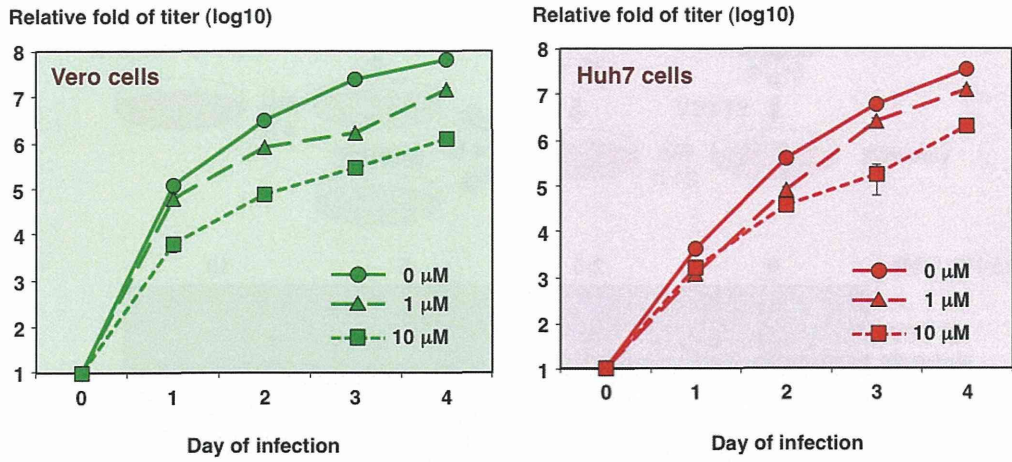 Relative fold of titer (log10)
8
7
6
5
4
3
2
1
Vero cells
0 μM
1 μM
10 μM
0 1 2 3 4
Day of infection
Relative fold of titer (log10)
8
7
6
5
4
3
2
1
Huh7 cells
0 μM
1 μM
10 μM
0 1 2 3 4
Day of infection